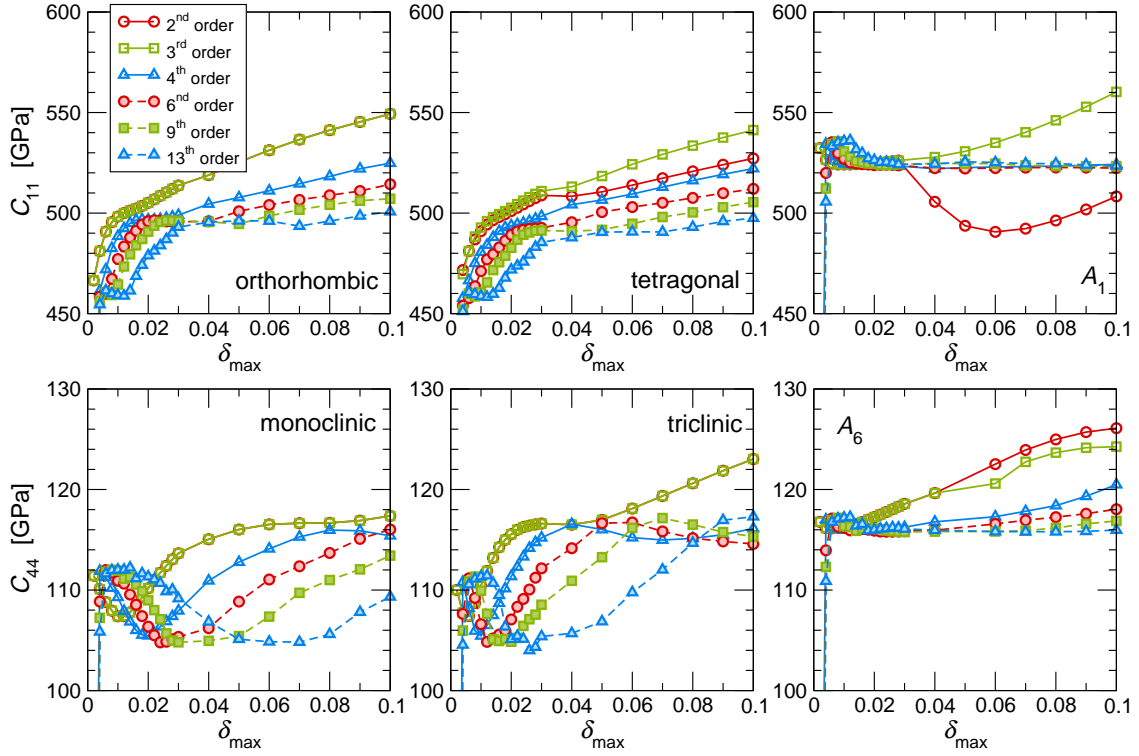 600
550
500
450
C11 [GPa]
2nd order
3rd order
4th order
6nd order
9th order
13th order
orthorhombic
0 0.02 0.04 0.06 0.08 0.1
δmax
600
550
500
450
tetragonal
0 0.02 0.04 0.06 0.08 0.1
δmax
600
550
500
450
A1
0 0.02 0.04 0.06 0.08 0.1
δmax
130
120
110
100
C44 [GPa]
monoclinic
0 0.02 0.04 0.06 0.08 0.1
δmax
130
120
110
100
triclinic
0 0.02 0.04 0.06 0.08 0.1
δmax
130
120
110
100
A6
0 0.02 0.04 0.06 0.08 0.1
δmax